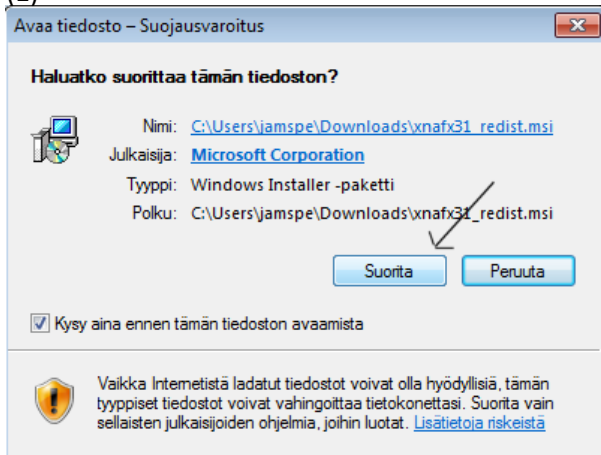 Avaa tiedosto – Suojausvaroitus
Haluatko suorittaa tämän tiedoston?
Nimi: C:\Users\jamspe\Downloads\xnafx31_redist.msi
Julkaisija: Microsoft Corporation
Tyyppi: Windows Installer -paketti
Polku: C:\Users\jamspe\Downloads\xnafx31_redist.msi
Suorita Peruuta
Kysy aina ennen tämän tiedoston avaamista
Vaikka Internetistä ladatut tiedostot voivat olla hyödyllisiä, tämän
tyyppiset tiedostot voivat vahingoittaa tietokonettasi. Suorita vain
sellaisten julkaisijoiden ohjelmia, joihin luotat. Lisätietoja riskeistä